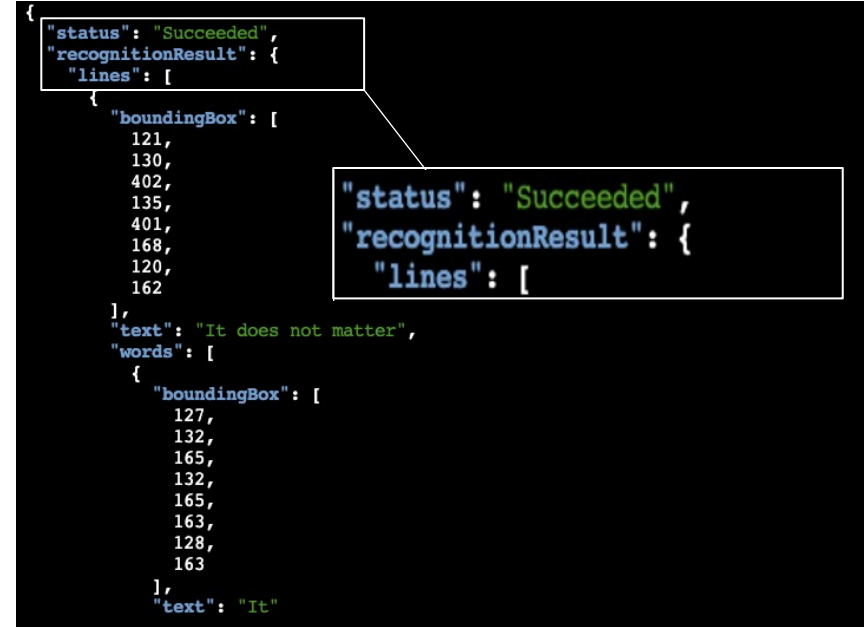 {
"status": "Succeeded",
"recognitionResult": {
"lines": [
{
"boundingBox": [
121,
130,
402,
135,
401,
168,
120,
162
],
"text": "It does not matter",
"words": [
{
"boundingBox": [
127,
132,
165,
132,
165,
163,
128,
163
],
"text": "It"
"status": "Succeeded",
"recognitionResult": {
"lines": [